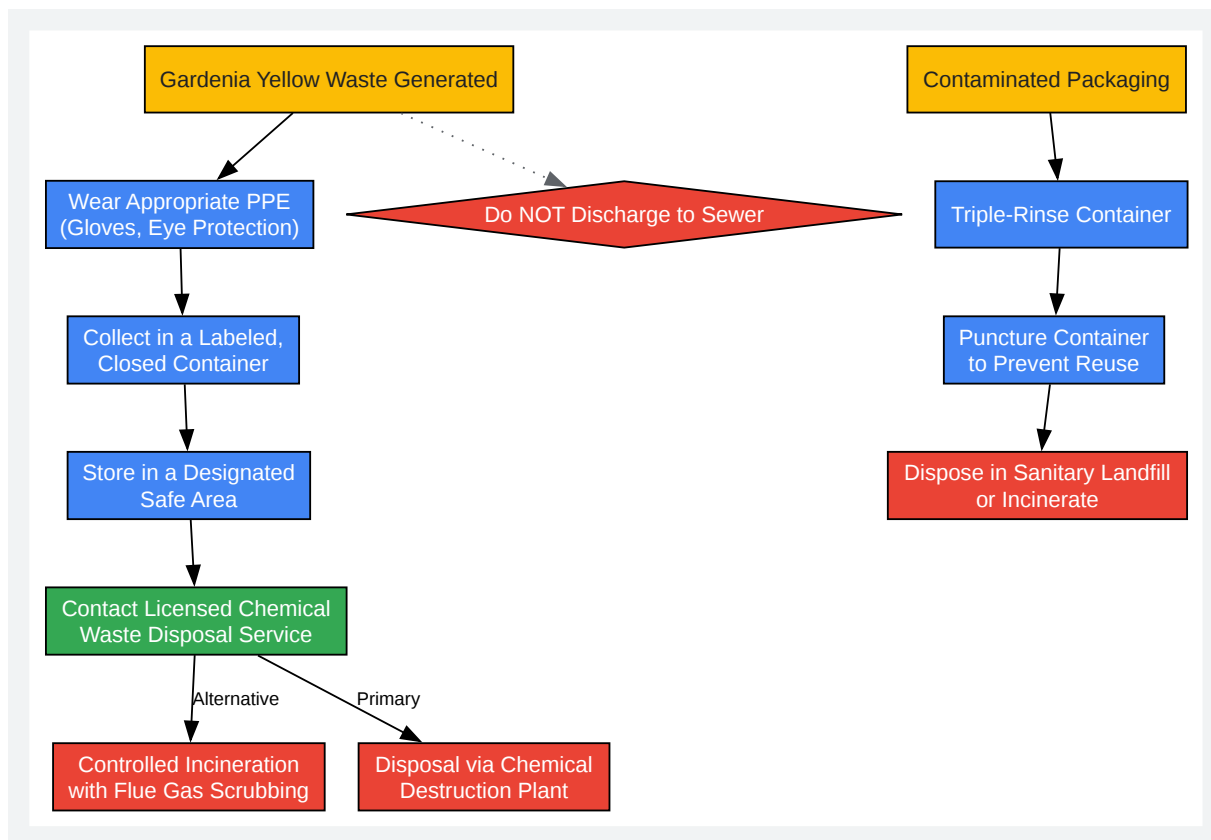 Gardenia Yellow Waste Generated
Contaminated Packaging
Wear Appropriate PPE
(Gloves, Eye Protection)
Do NOT Discharge to Sewer
Triple-Rinse Container
Collect in a Labeled,
Closed Container
Puncture Container
to Prevent Reuse
Store in a Designated
Safe Area
Dispose in Sanitary Landfill
or Incinerate
Contact Licensed Chemical
Waste Disposal Service
Alternative
Primary
Controlled Incineration
with Flue Gas Scrubbing
Disposal via Chemical
Destruction Plant